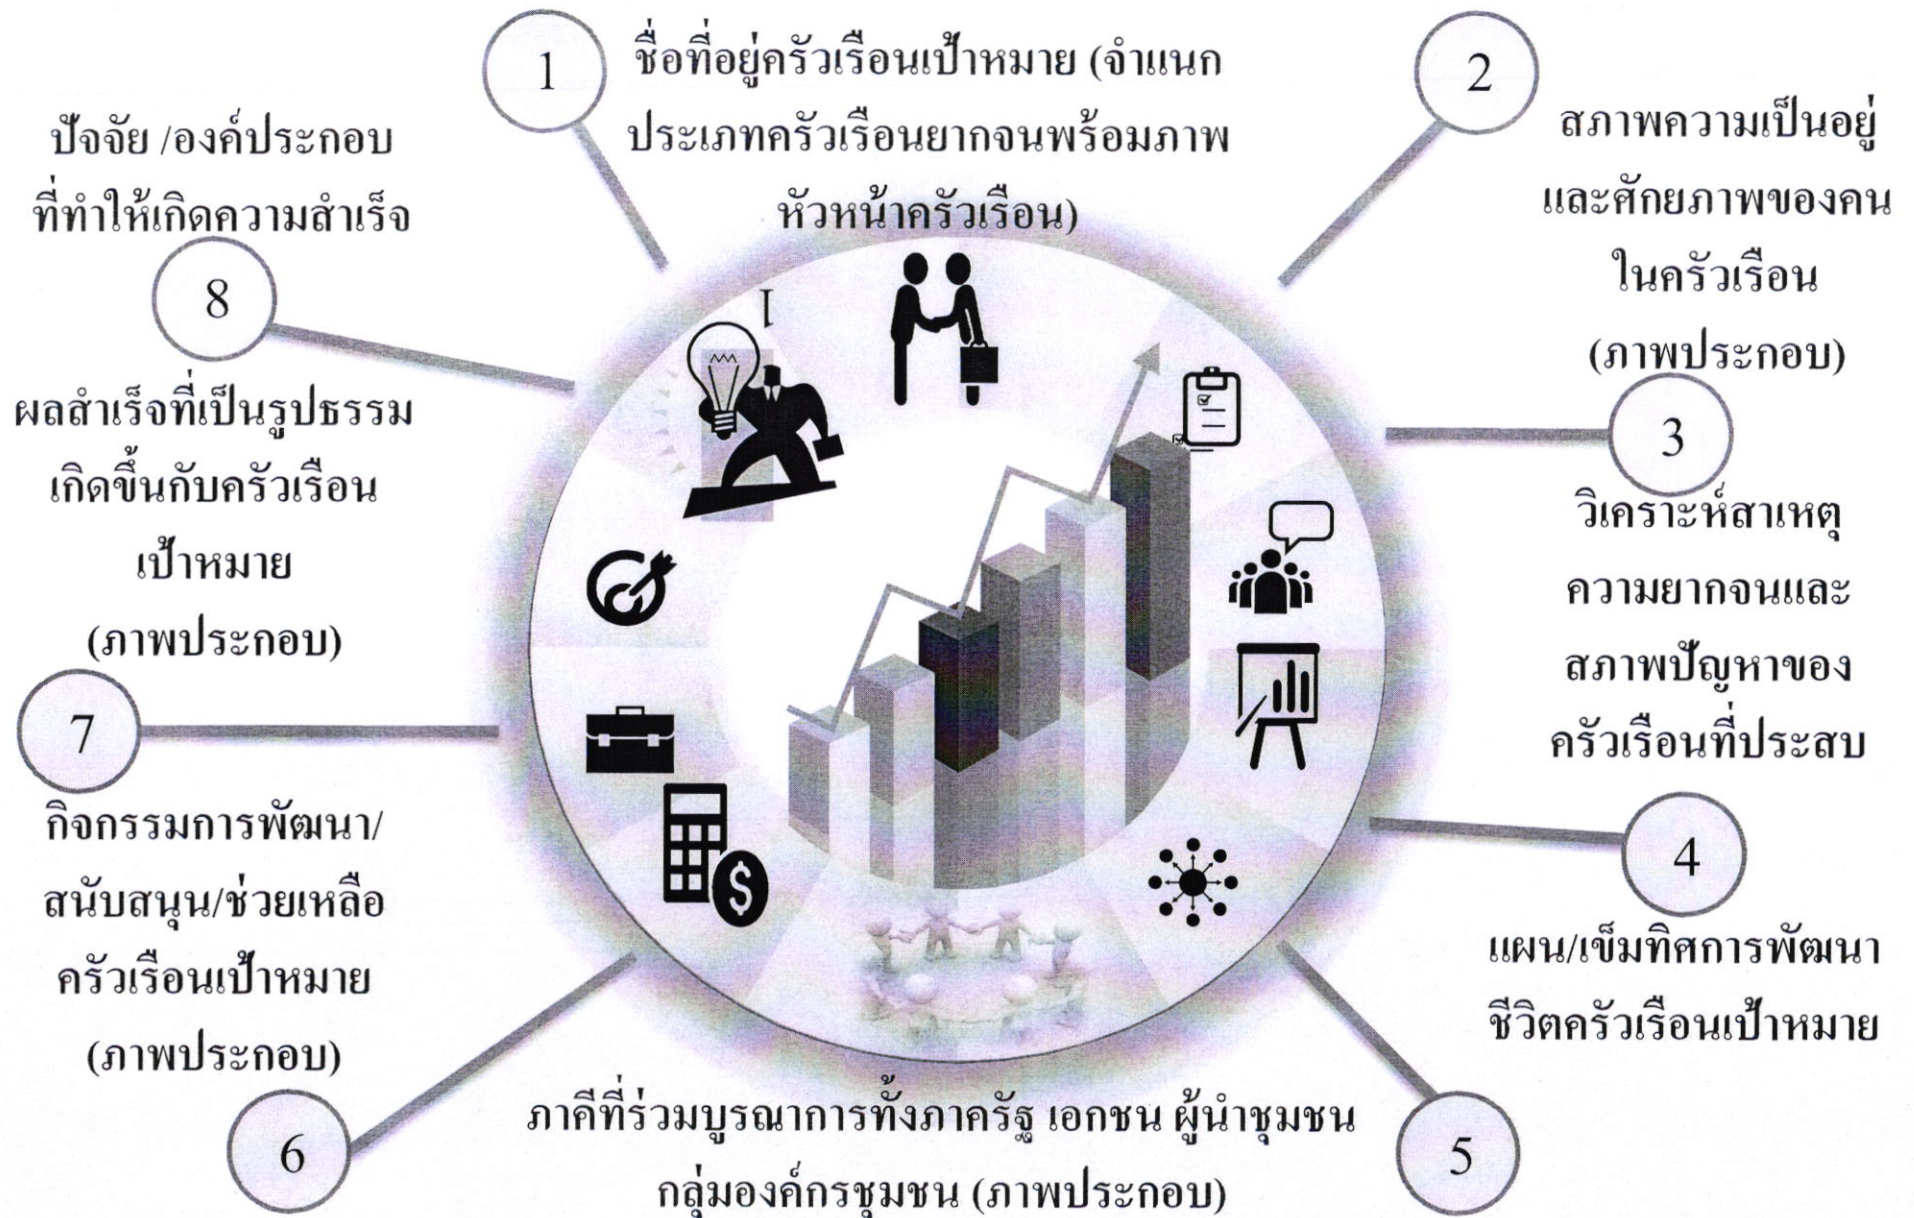 1
ชื่อที่อยู่ครัวเรือนเป้าหมาย (จำแนก
ประเภทครัวเรือนยากจนพร้อมภาพ
หัวหน้าครัวเรือน)
2
สภาพความเป็นอยู่
และศักยภาพของคน
ในครัวเรือน
(ภาพประกอบ)
3
วิเคราะห์สาเหตุ
ความยากจนและ
สภาพปัญหาของ
ครัวเรือนที่ประสบ
4
แผน/เข็มทิศการพัฒนา
ชีวิตครัวเรือนเป้าหมาย
5
ภาคีที่ร่วมบูรณาการทั้งภาครัฐ เอกชน ผู้นำชุมชน
กลุ่มองค์กรชุมชน (ภาพประกอบ)
6
กิจกรรมการพัฒนา/
สนับสนุน/ช่วยเหลือ
ครัวเรือนเป้าหมาย
(ภาพประกอบ)
7
ผลสำเร็จที่เป็นรูปธรรม
เกิดขึ้นกับครัวเรือน
เป้าหมาย
(ภาพประกอบ)
8
ปัจจัย /องค์ประกอบ
ที่ทำให้เกิดความสำเร็จ
1
$